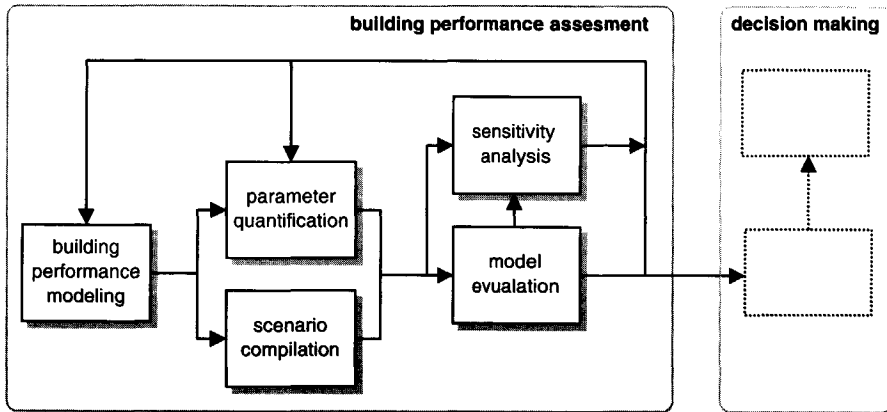 building performance assesment
decision making
sensitivity
analysis
parameter
quantification
building
performance
modeling
model
evualation
scenario
compilation